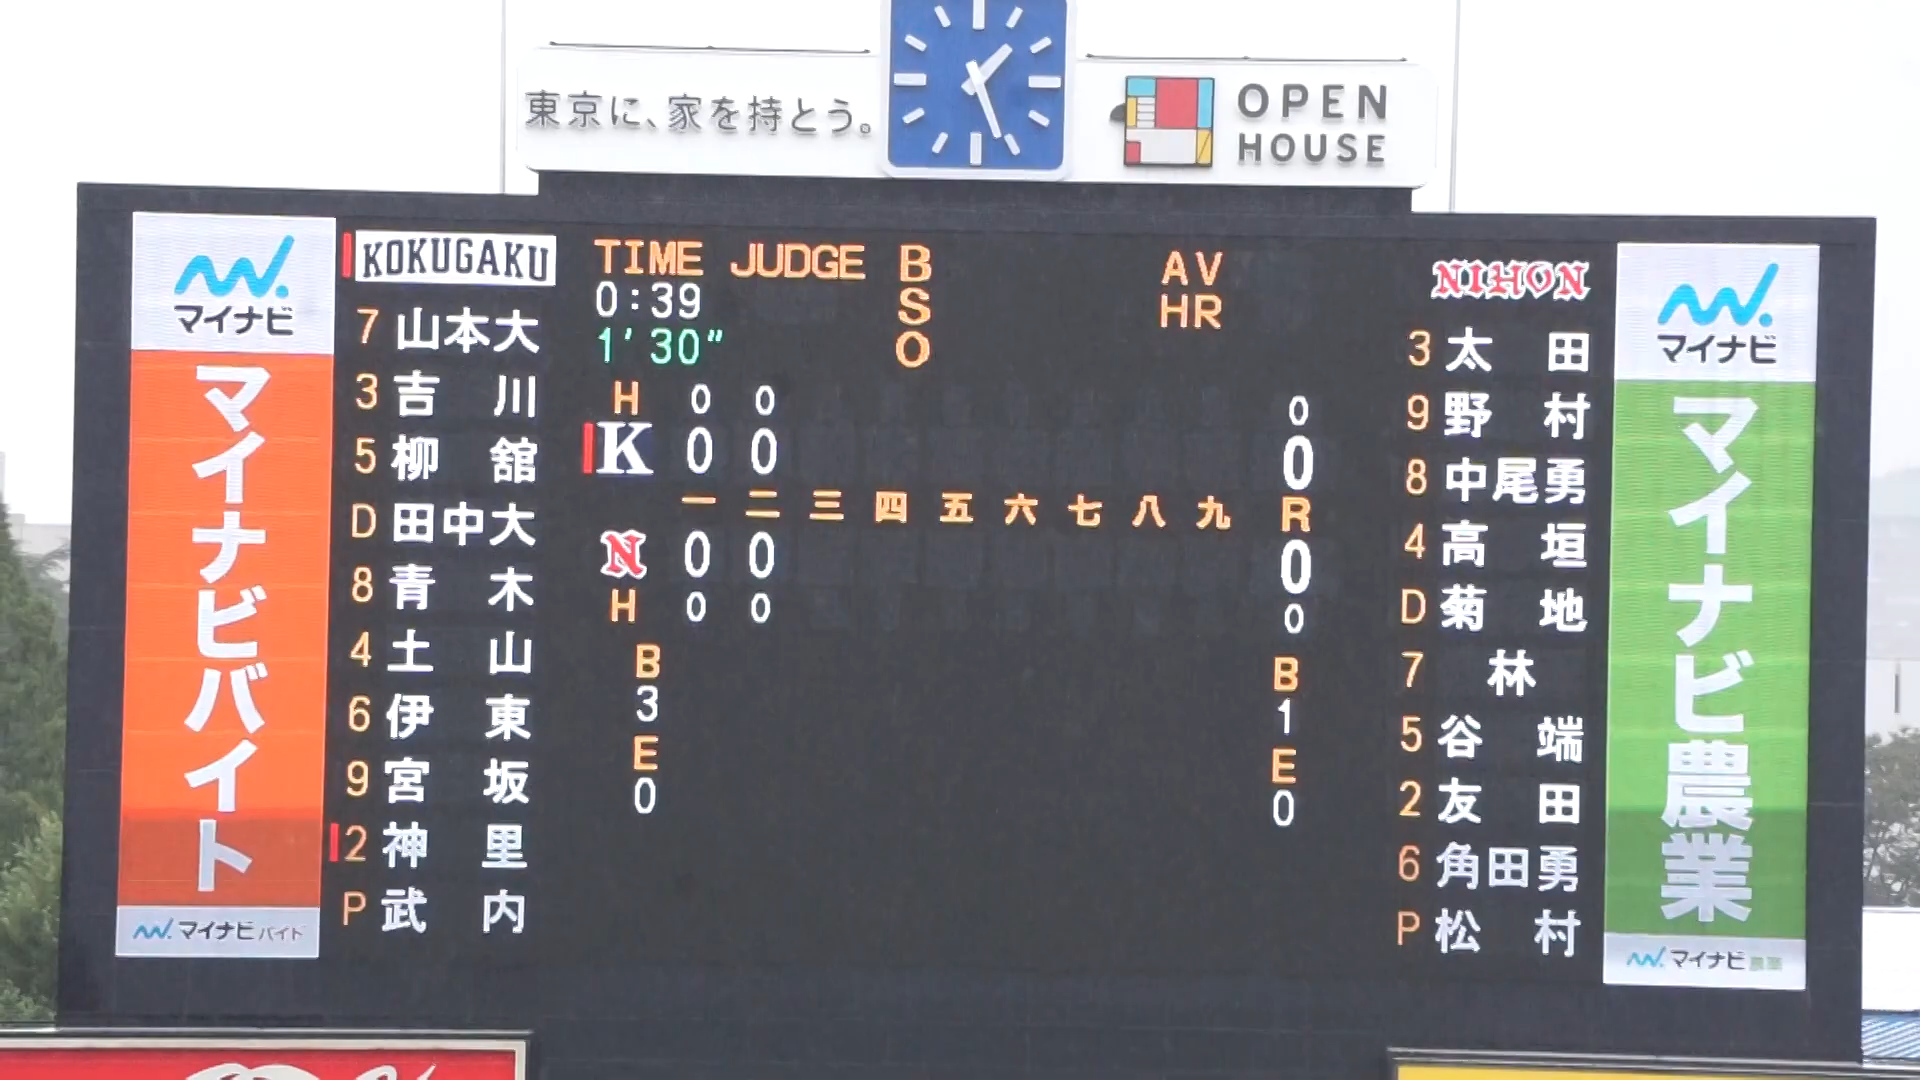 東京に、家を持とう。
OPEN
HOUSE
マイナビ
マイナビバイト
マイナビバイト
KOKUGAKU
7 山本大
3 吉川
5 柳舘
D 田中大
8 青木
4 土山
6 伊東
9 宮坂
2 神里
P 武内
TIME JUDGE B AV
0:39 S HR
1'30" O
H 0 0 0
K 0 0 0
一 二 三 四 五 六 七 八 九 R
N 0 0 0
H 0 0 0
B B
3 1
E E
0 0
NIHON
3 太田
9 野村
8 中尾勇
4 高垣
D 菊地
7 林
5 谷端
2 友田
6 角田勇
P 松村
マイナビ
マイナビ農業
マイナビ農業